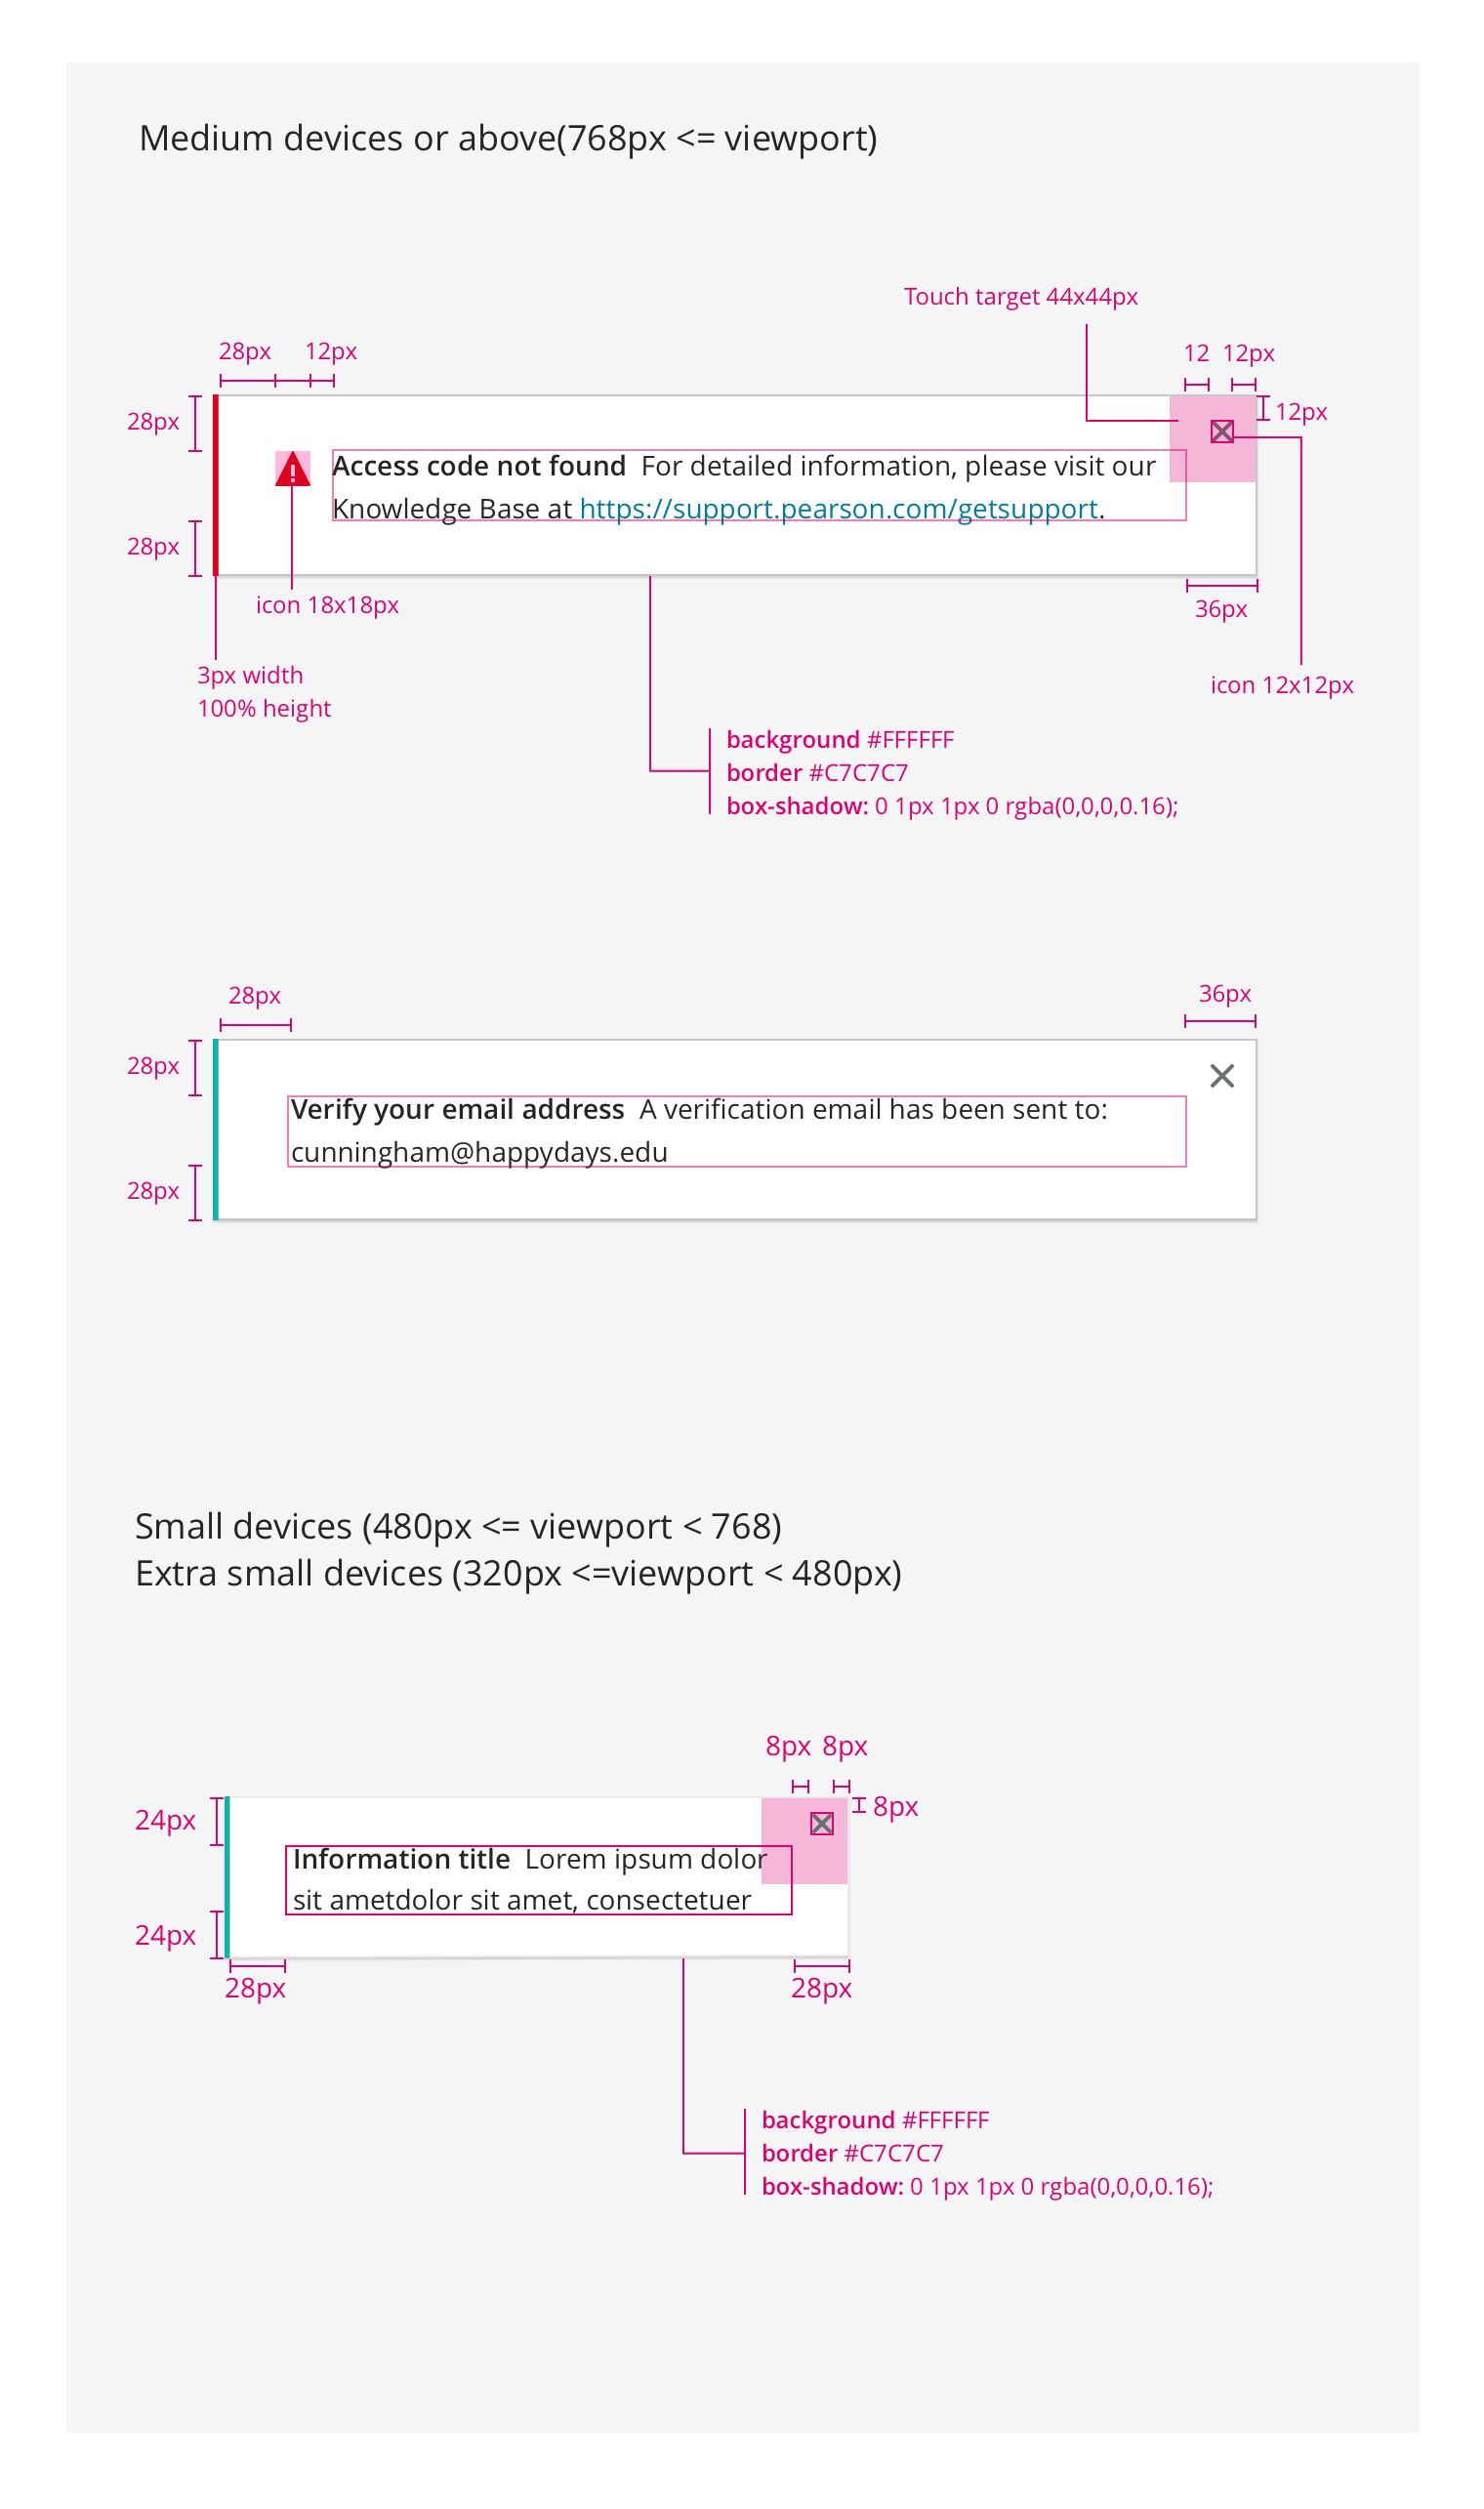 Medium devices or above(768px <= viewport)
Touch target 44x44px
28px 12px
12 12px
28px
12px
Access code not found For detailed information, please visit our
Knowledge Base at https://support.pearson.com/getsupport.
28px
icon 18x18px
36px
3px width
100% height
icon 12x12px
background #FFFFFF
border #C7C7C7
box-shadow: 0 1px 1px 0 rgba(0,0,0,0.16);
28px
36px
28px
Verify your email address A verification email has been sent to:
cunningham@happydays.edu
28px
Small devices (480px <= viewport < 768)
Extra small devices (320px <=viewport < 480px)
8px 8px
24px
8px
Information title Lorem ipsum dolor
sit ametdolor sit amet, consectetuer
24px
28px
28px
background #FFFFFF
border #C7C7C7
box-shadow: 0 1px 1px 0 rgba(0,0,0,0.16);